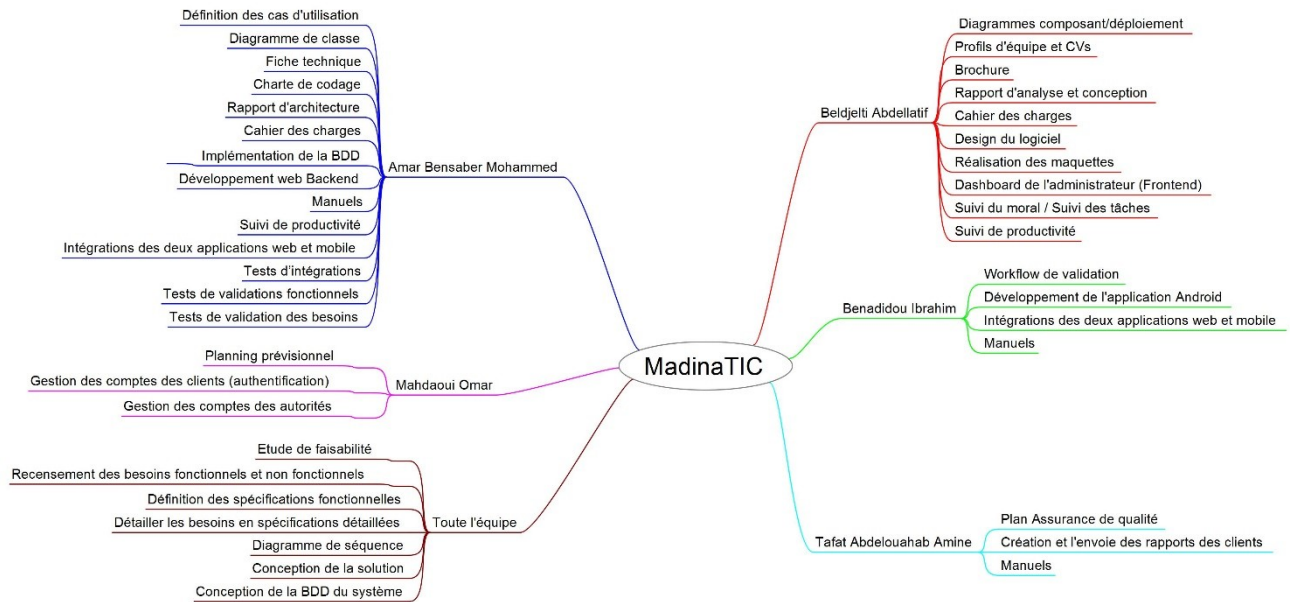 Définition des cas d'utilisation
Diagramme de classe
Fiche technique
Charte de codage
Rapport d'architecture
Cahier des charges
Implémentation de la BDD
Développement web Backend
Manuels
Suivi de productivité
Intégrations des deux applications web et mobile
Tests d'intégrations
Tests de validations fonctionnels
Tests de validation des besoins
Amar Bensaber Mohammed
Planning prévisionnel
Gestion des comptes des clients (authentification)
Gestion des comptes des autorités
Mahdaoui Omar
Etude de faisabilité
Recensement des besoins fonctionnels et non fonctionnels
Définition des spécifications fonctionnelles
Détailler les besoins en spécifications détaillées
Diagramme de séquence
Conception de la solution
Conception de la BDD du système
Toute l'équipe
MadinaTIC
Beldjelti Abdellatif
Diagrammes composant/déploiement
Profils d'équipe et CVs
Brochure
Rapport d'analyse et conception
Cahier des charges
Design du logiciel
Réalisation des maquettes
Dashboard de l'administrateur (Frontend)
Suivi du moral / Suivi des tâches
Suivi de productivité
Benadidou Ibrahim
Workflow de validation
Développement de l'application Android
Intégrations des deux applications web et mobile
Manuels
Tafat Abdelouahab Amine
Plan Assurance de qualité
Création et l'envoie des rapports des clients
Manuels